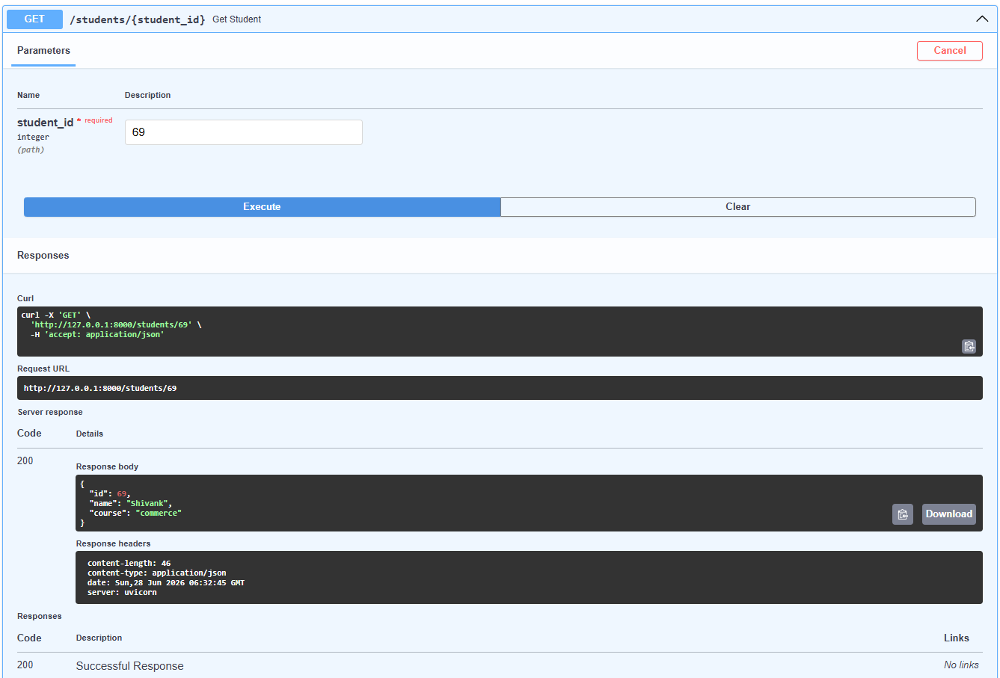 GET /students/{student_id} Get Student
Parameters
Cancel
Name Description
student_id * required
integer
(path)
69
Execute Clear
Responses
Curl
curl -X 'GET' \
'http://127.0.0.1:8000/students/69' \
-H 'accept: application/json'
Request URL
http://127.0.0.1:8000/students/69
Server response
Code Details
200
Response body
{
"id": 69,
"name": "Shivank",
"course": "commerce"
}
Download
Response headers
content-length: 46
content-type: application/json
date: Sun,28 Jun 2026 06:32:45 GMT
server: uvicorn
Responses
Code Description Links
200 Successful Response No links